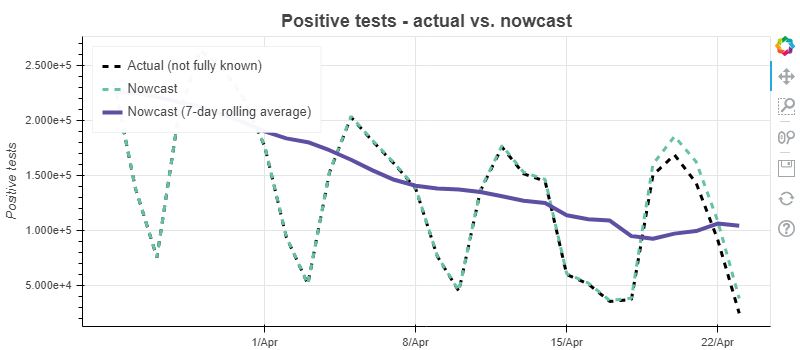 Positive tests - actual vs. nowcast
Positive tests
2.500e+5
2.000e+5
1.500e+5
1.000e+5
5.000e+4
Actual (not fully known)
Nowcast
Nowcast (7-day rolling average)
1/Apr
8/Apr
15/Apr
22/Apr